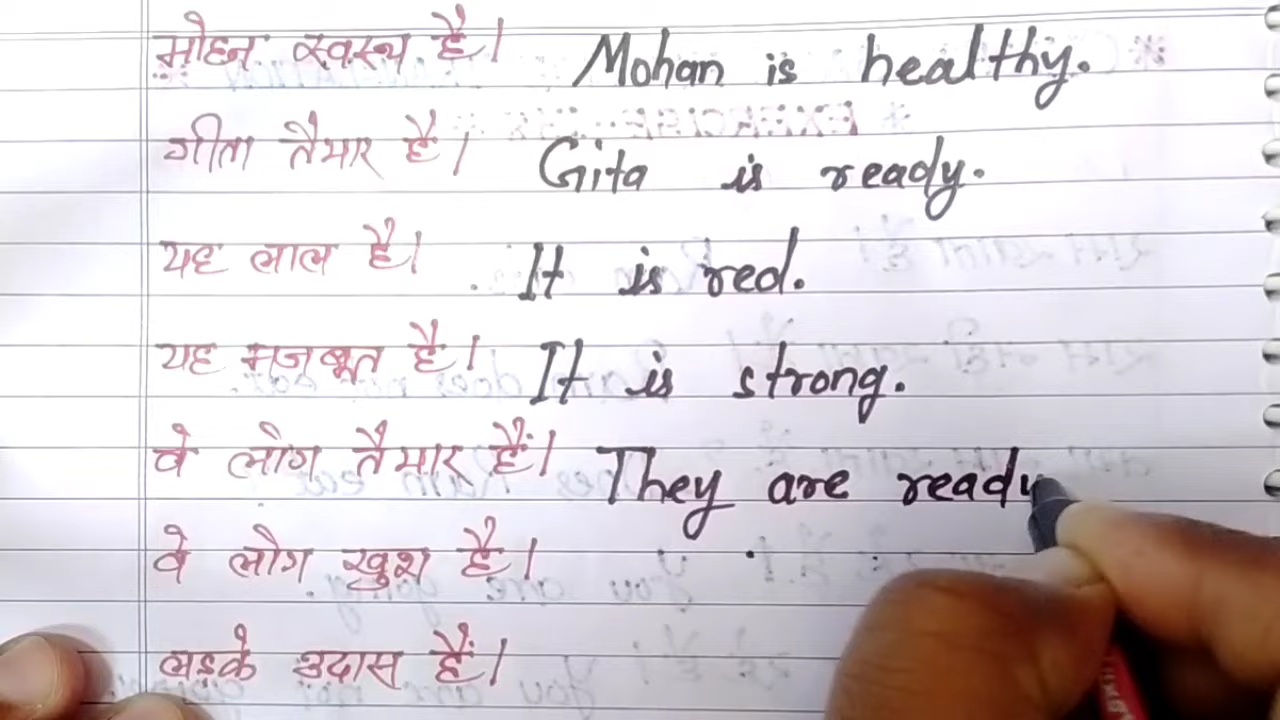 मोहन स्वस्थ है। Mohan is healthy.
गीता तैयार है। Gita is ready.
यह लाल है। It is red.
यह मजबूत है। It is strong.
वे लोग तैयार हैं। They are ready
वे लोग खुश है।
लड़के उदास हैं।